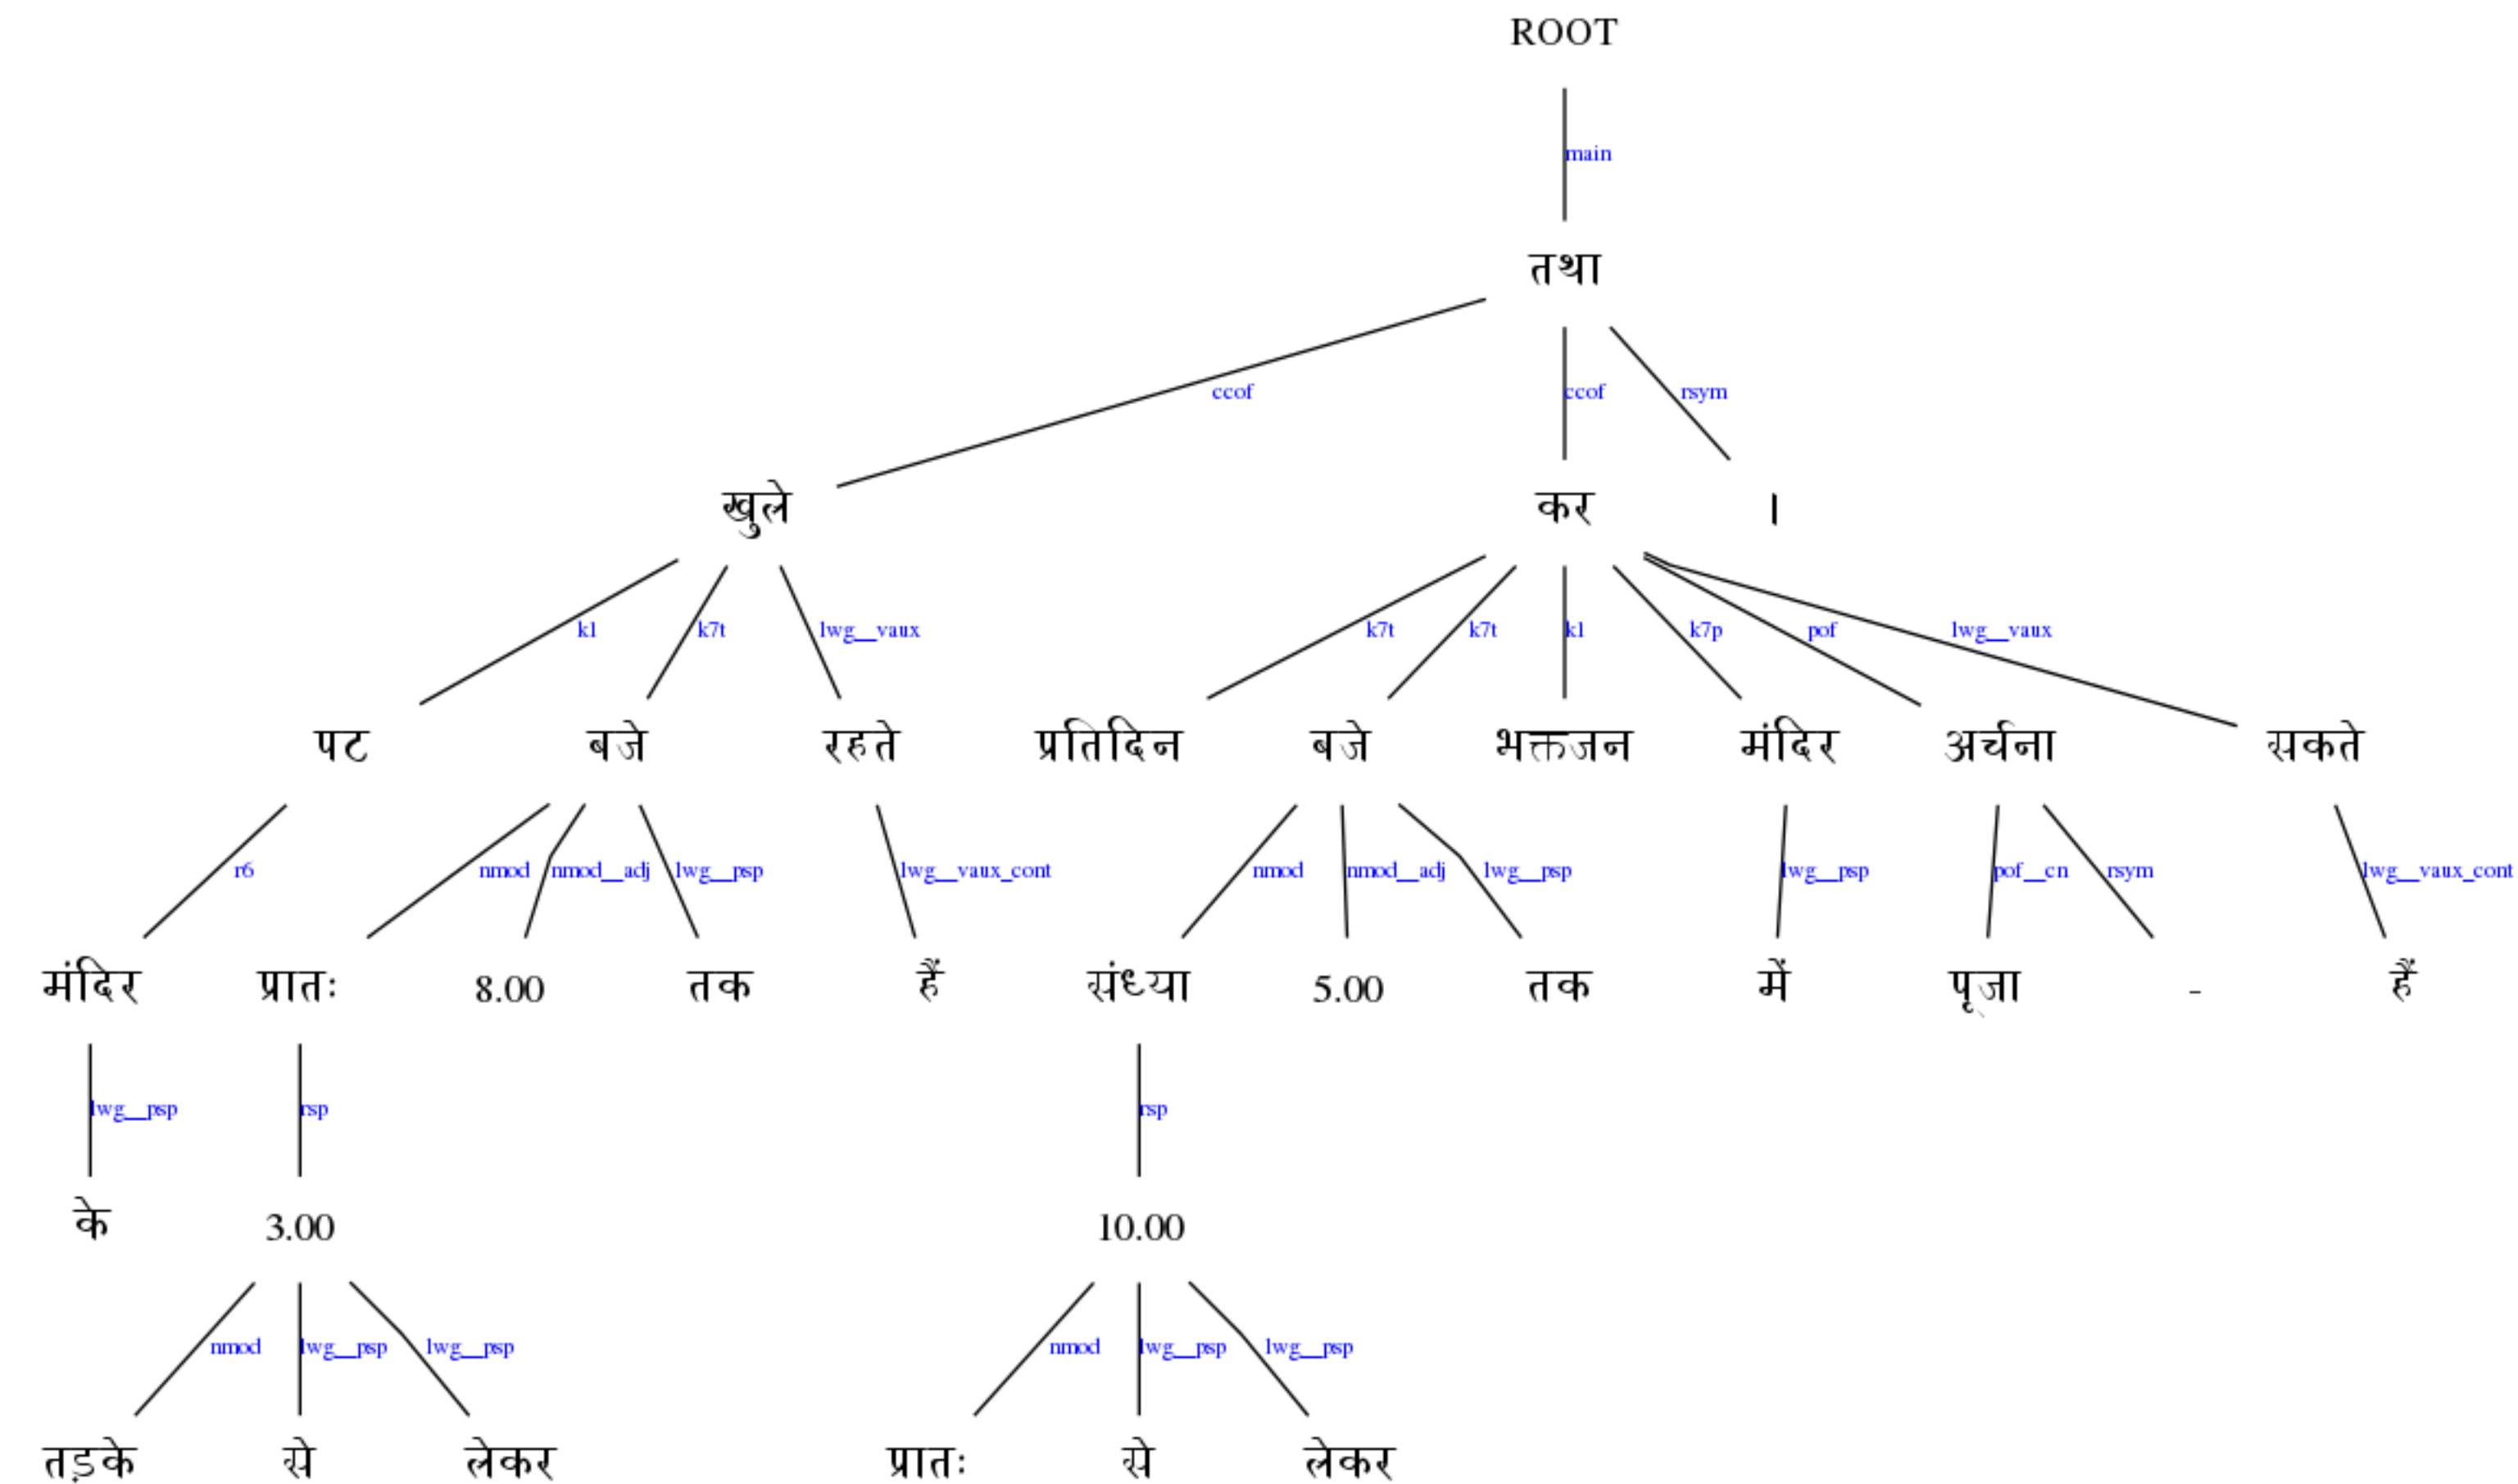 ROOT
main
तथा
ccof ccof rsym
खुले कर ।
k1 k7t lwg__vaux k7t k7t k1 k7p pof lwg__vaux
पट बजे रहते प्रतिदिन बजे भक्तजन मंदिर अर्चना सकते
r6 nmod nmod__adj lwg__psp lwg__vaux_cont nmod nmod__adj lwg__psp lwg__psp pof__cn rsym lwg__vaux_cont
मंदिर प्रातः 8.00 तक हैं संध्या 5.00 तक में पूजा - हैं
lwg__psp rsp rsp
के 3.00 10.00
nmod lwg__psp lwg__psp nmod lwg__psp lwg__psp
तड़के से लेकर प्रातः से लेकर